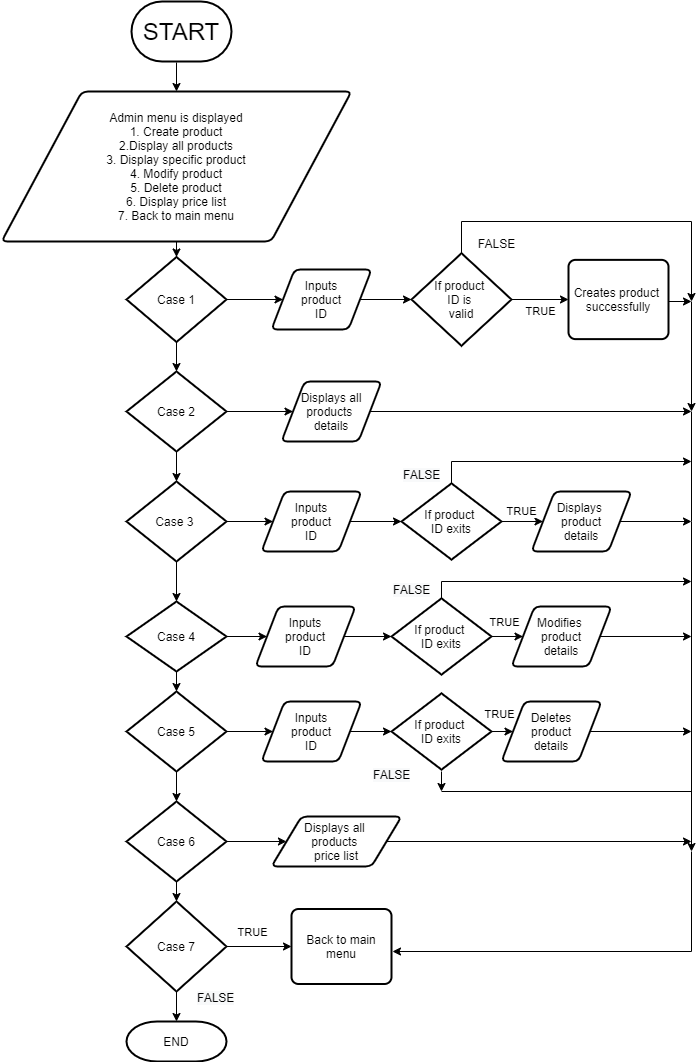 START
Admin menu is displayed
1. Create product
2.Display all products
3. Display specific product
4. Modify product
5. Delete product
6. Display price list
7. Back to main menu
Case 1
Inputs
product
ID
If product
ID is
valid
FALSE
TRUE
Creates product
successfully
Case 2
Displays all
products
details
Case 3
Inputs
product
ID
FALSE
If product
ID exits
TRUE
Displays
product
details
Case 4
Inputs
product
ID
FALSE
If product
ID exits
TRUE
Modifies
product
details
Case 5
Inputs
product
ID
If product
ID exits
TRUE
Deletes
product
details
FALSE
Case 6
Displays all
products
price list
Case 7
TRUE
Back to main
menu
FALSE
END